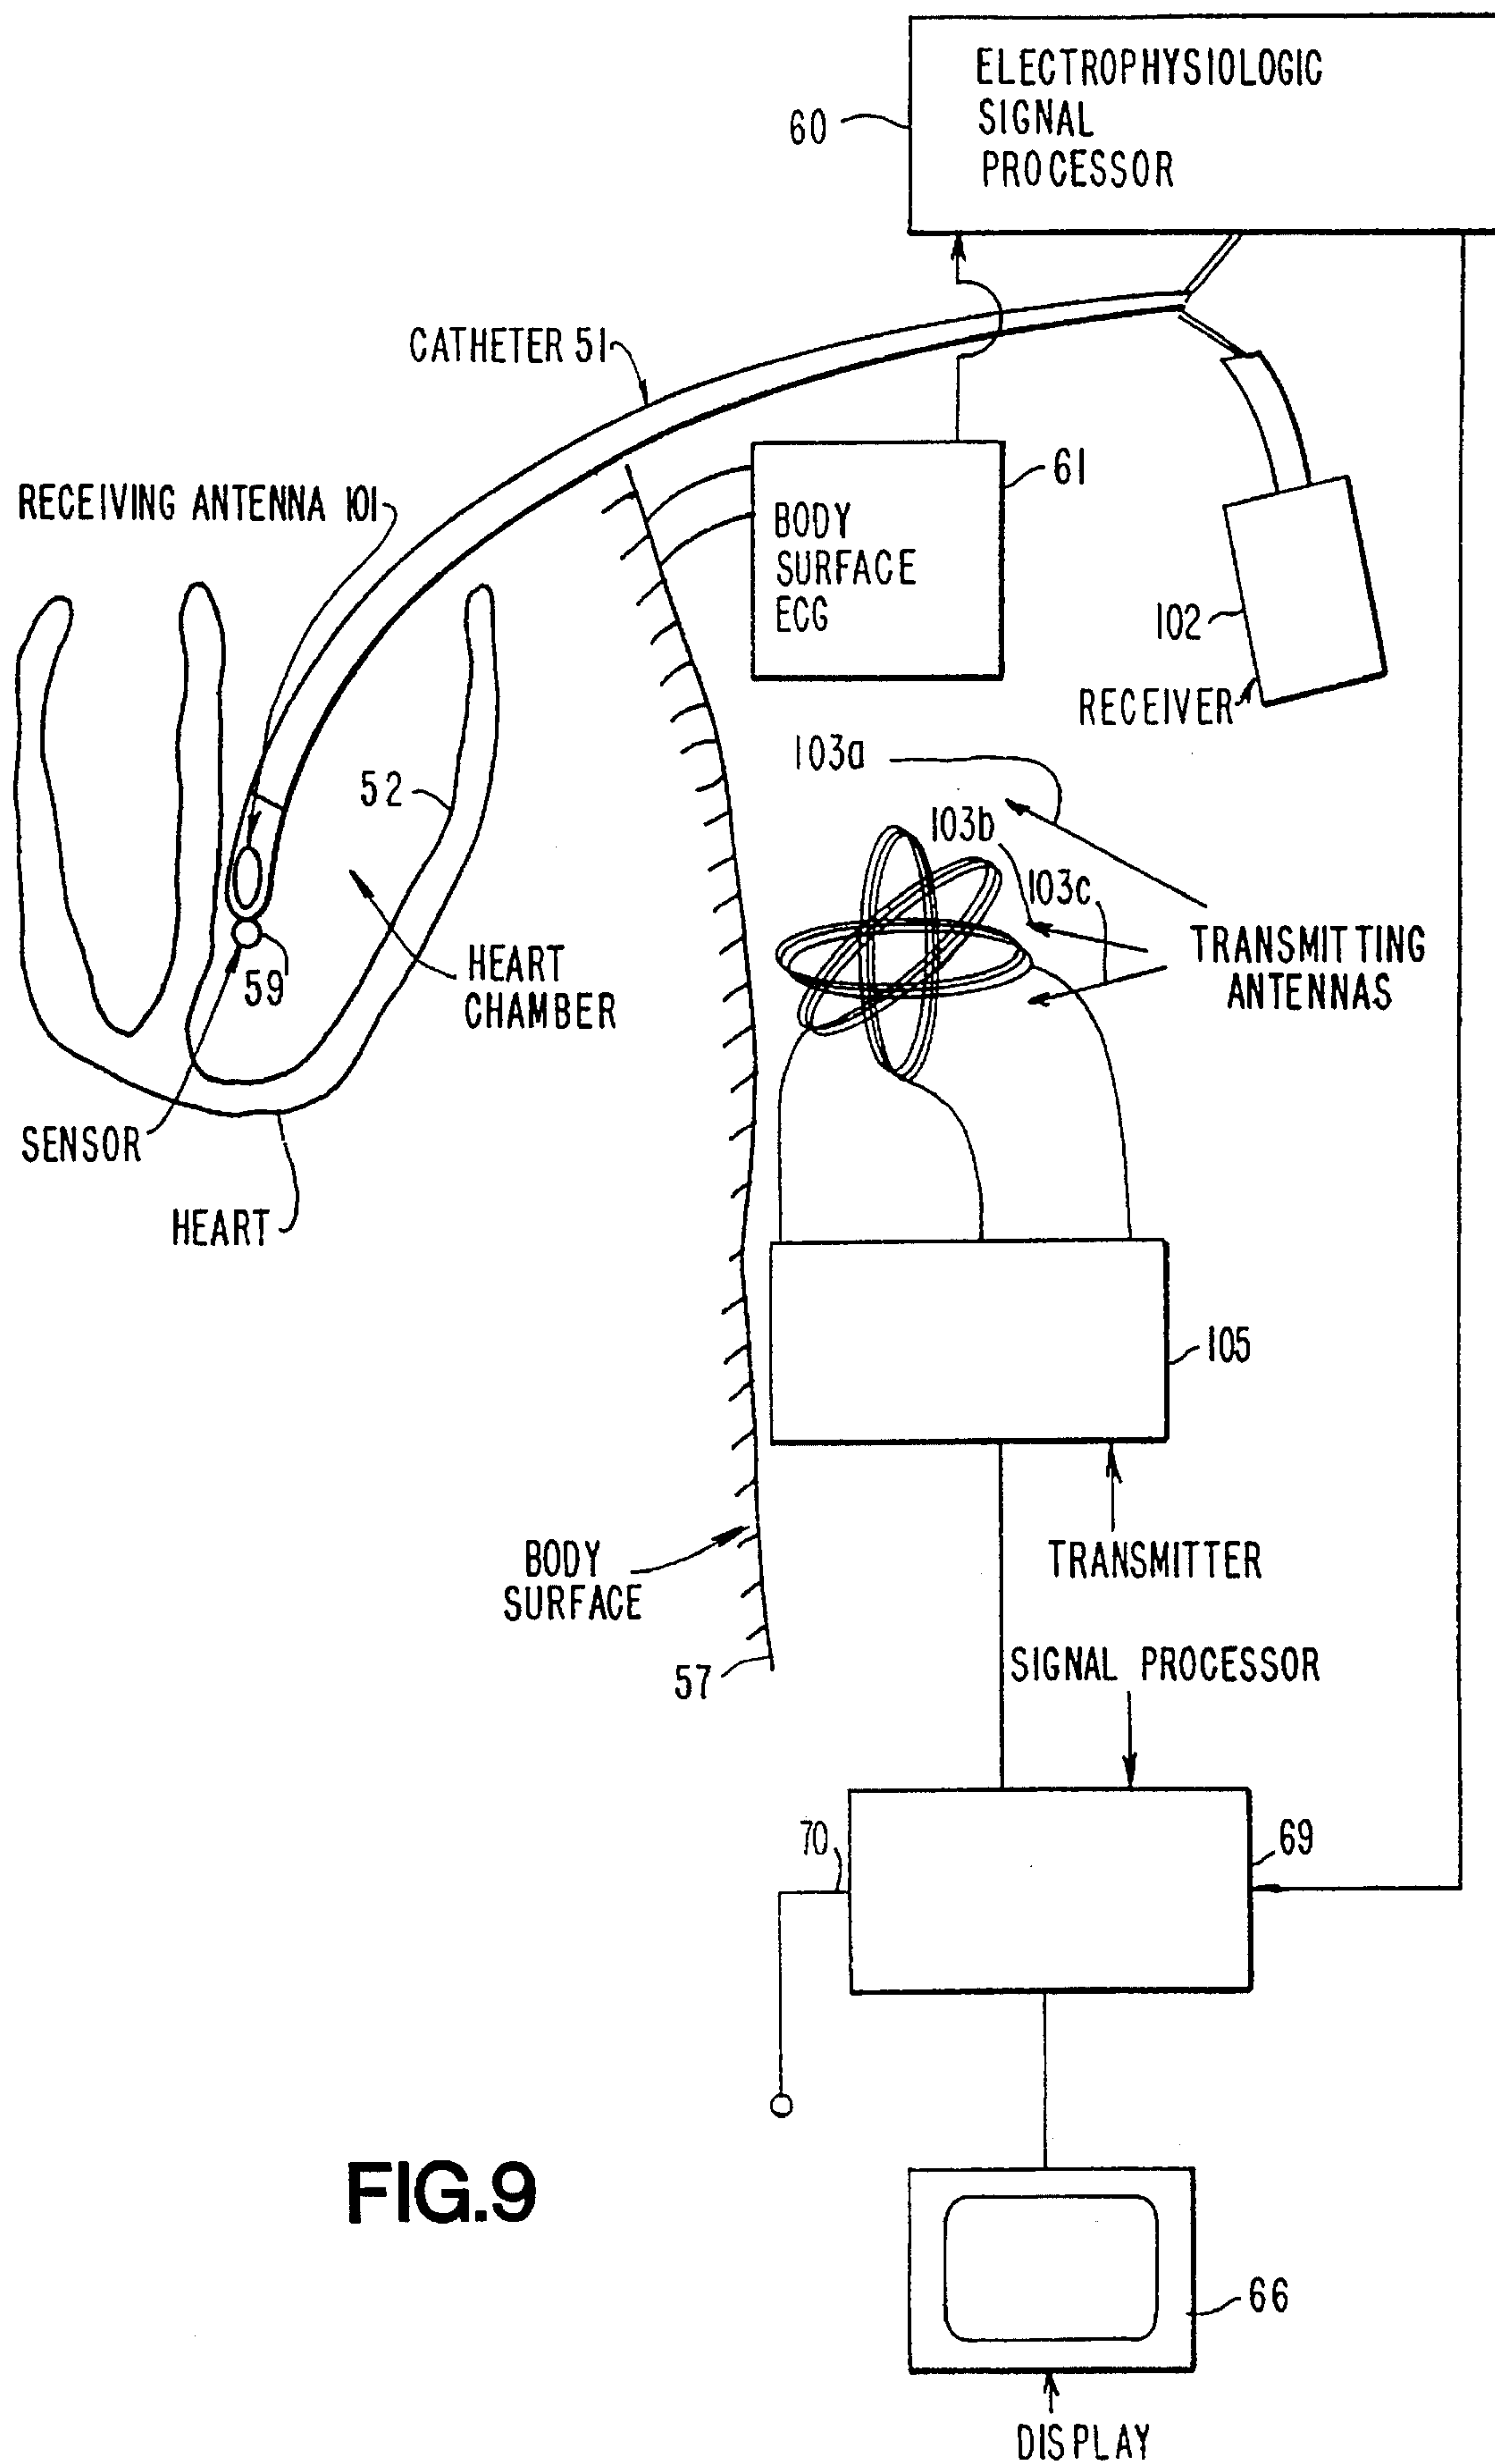 ELECTROPHYSIOLOGIC
SIGNAL
PROCESSOR
60
CATHETER 51
61
RECEIVING ANTENNA 101
BODY
SURFACE
ECG
102
RECEIVER
103a
52
103b
103c
TRANSMITTING
ANTENNAS
59
HEART
CHAMBER
SENSOR
HEART
105
BODY
SURFACE
TRANSMITTER
57
SIGNAL PROCESSOR
70
69
FIG.9
66
DISPLAY